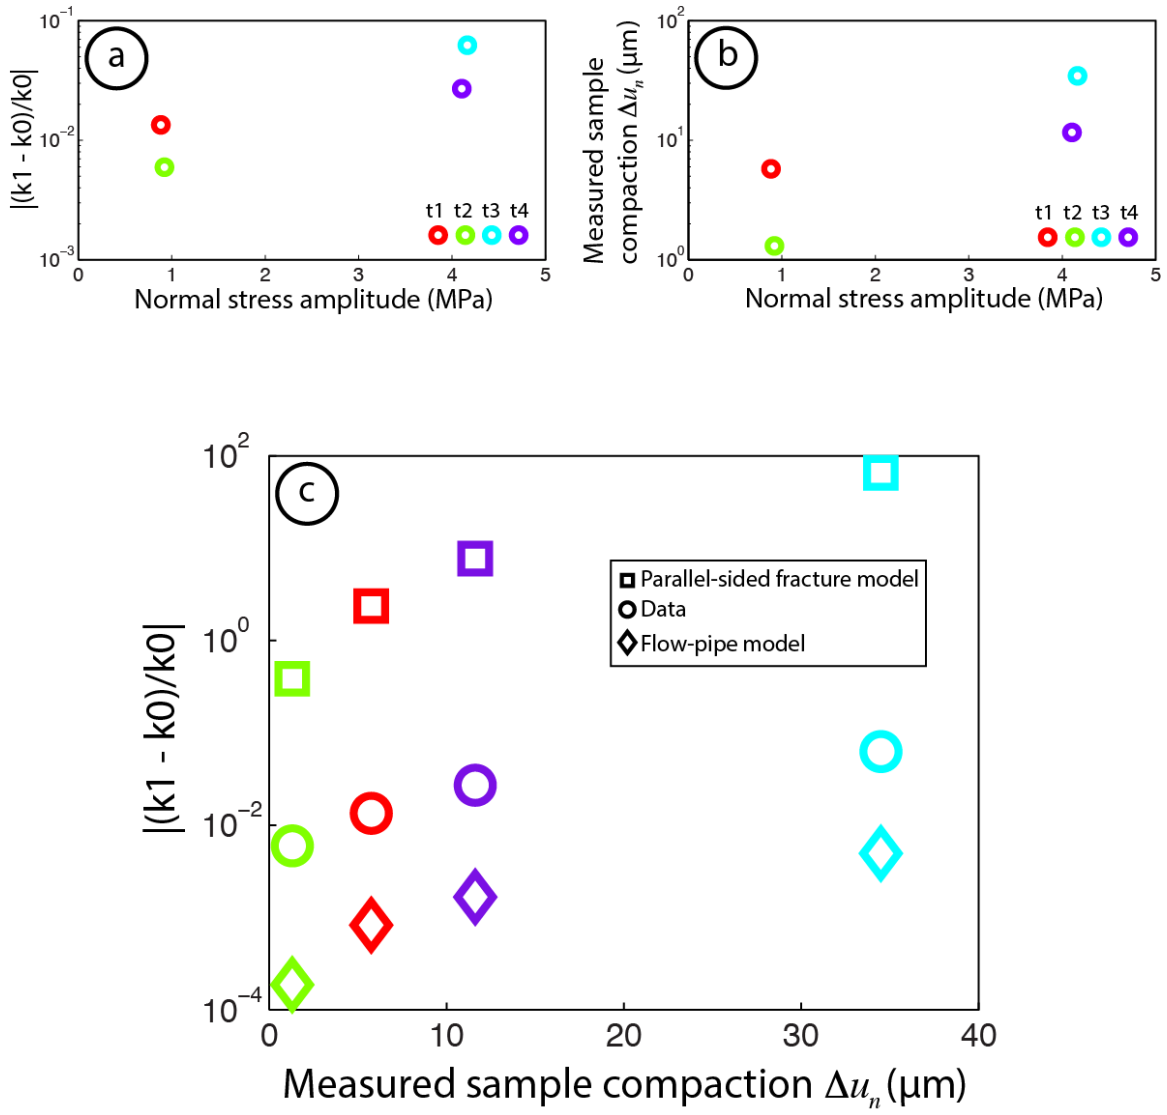 a
10⁻¹
10⁻²
10⁻³
|(k1 - k0)/k0|
t1 t2 t3 t4
0 1 2 3 4 5
Normal stress amplitude (MPa)
b
10²
10¹
10⁰
Measured sample
compaction Δuₙ (μm)
t1 t2 t3 t4
0 1 2 3 4 5
Normal stress amplitude (MPa)
c
10²
10⁰
10⁻²
10⁻⁴
|(k1 - k0)/k0|
Parallel-sided fracture model
Data
Flow-pipe model
0 10 20 30 40
Measured sample compaction Δuₙ (μm)